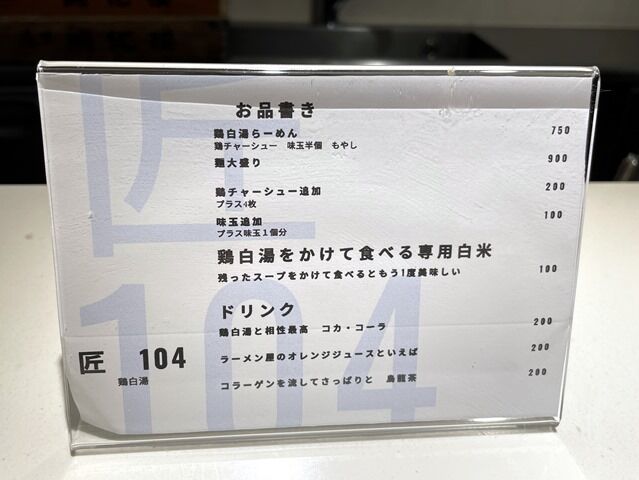 お品書き
鶏白湯らーめん 750
鶏チャーシュー 味玉半個 もやし
麺大盛り 900
鶏チャーシュー追加 200
プラス4枚
味玉追加 100
プラス味玉1個分
鶏白湯をかけて食べる専用白米
残ったスープをかけて食べるともう1度美味しい 100
ドリンク
鶏白湯と相性最高 コカ・コーラ 200
ラーメン屋のオレンジジュースといえば 200
コラーゲンを流してさっぱりと 烏龍茶 200
匠 104
鶏白湯
匠
104